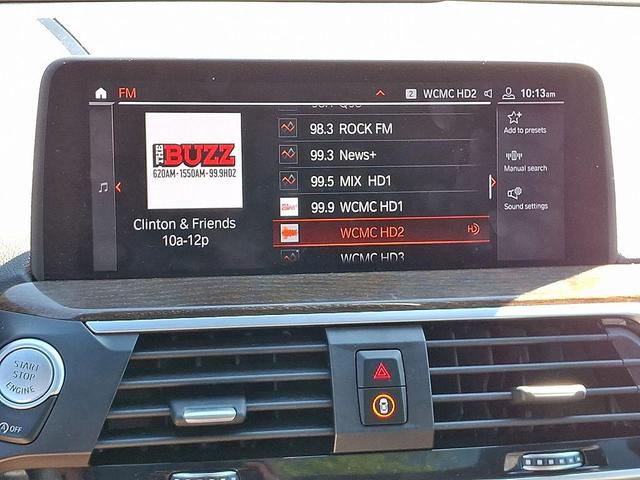 FM
2 WCMC HD2
10:13am
THE BUZZ
620AM-1550AM-99.9HD2
Clinton & Friends
10a-12p
98.3 ROCK FM
99.3 News+
99.5 MIX HD1
99.9 WCMC HD1
WCMC HD2
WCMC HD3
Add to presets
Manual search
Sound settings
START
STOP
ENGINE
OFF